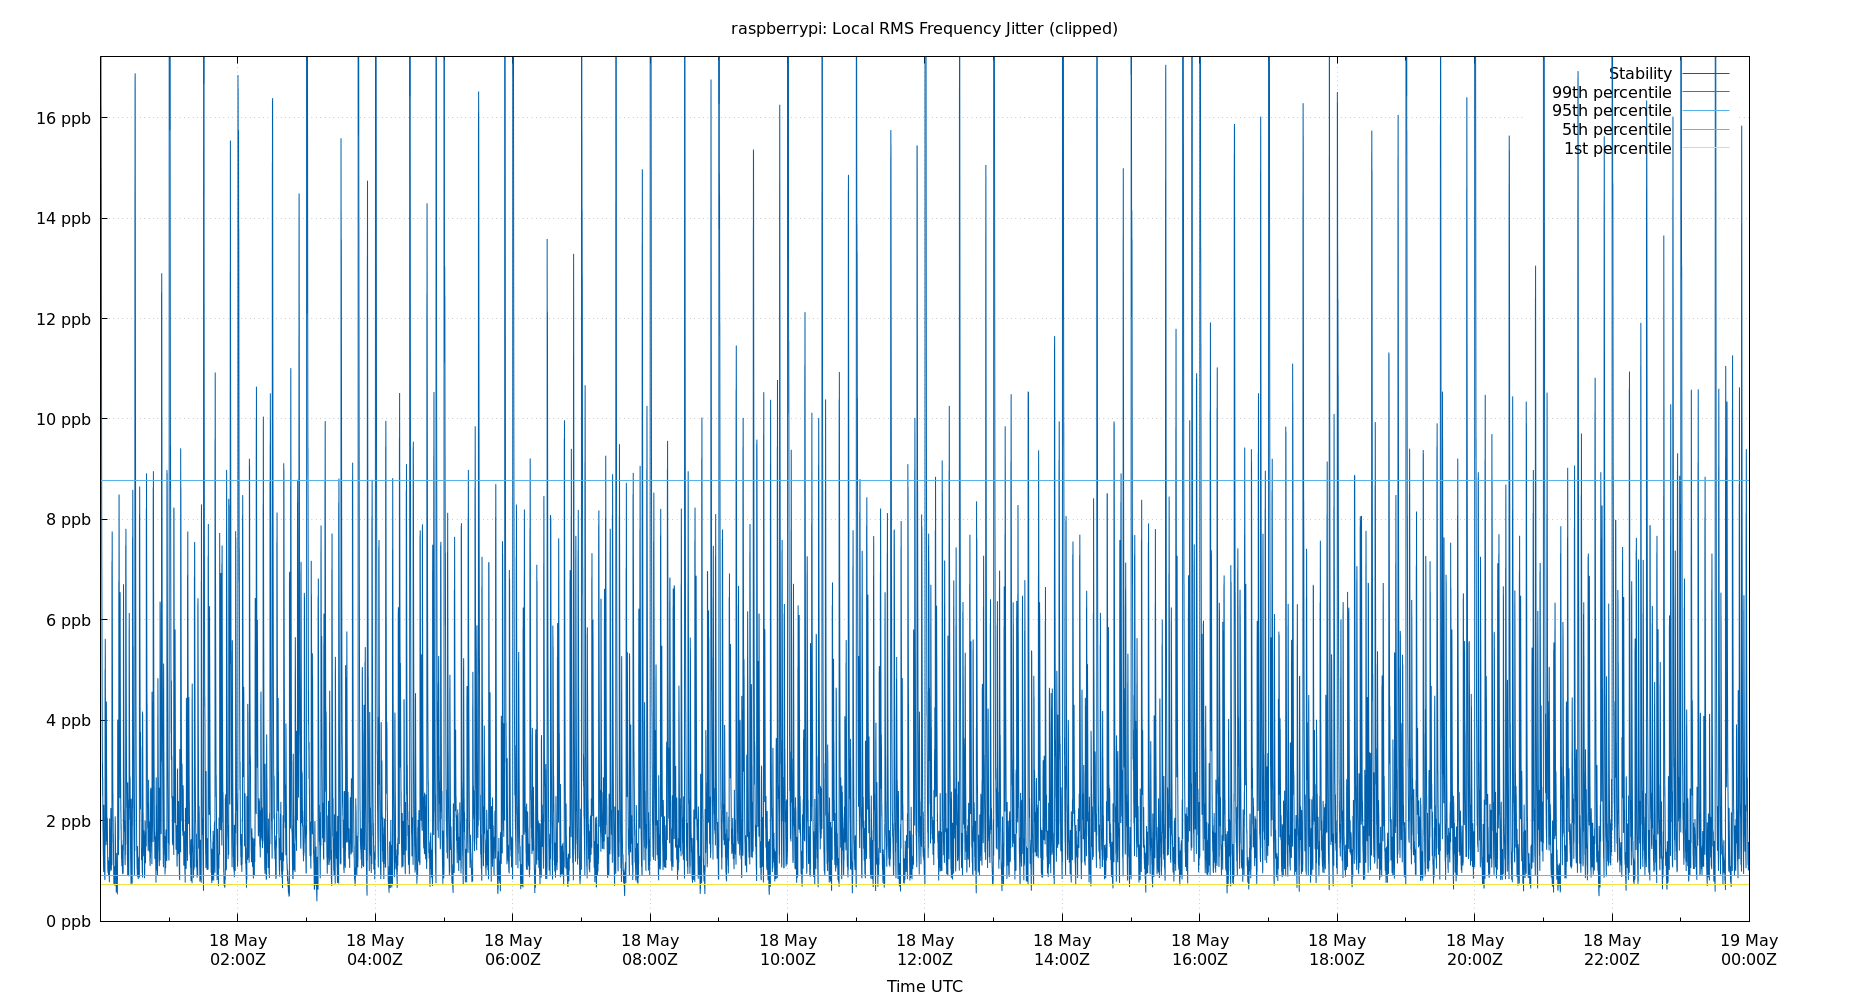 raspberrypi: Local RMS Frequency Jitter (clipped)
Stability
99th percentile
95th percentile
5th percentile
1st percentile
16 ppb
14 ppb
12 ppb
10 ppb
8 ppb
6 ppb
4 ppb
2 ppb
0 ppb
18 May 18 May 18 May 18 May 18 May 18 May 18 May 18 May 18 May 18 May 18 May 19 May
02:00Z 04:00Z 06:00Z 08:00Z 10:00Z 12:00Z 14:00Z 16:00Z 18:00Z 20:00Z 22:00Z 00:00Z
Time UTC